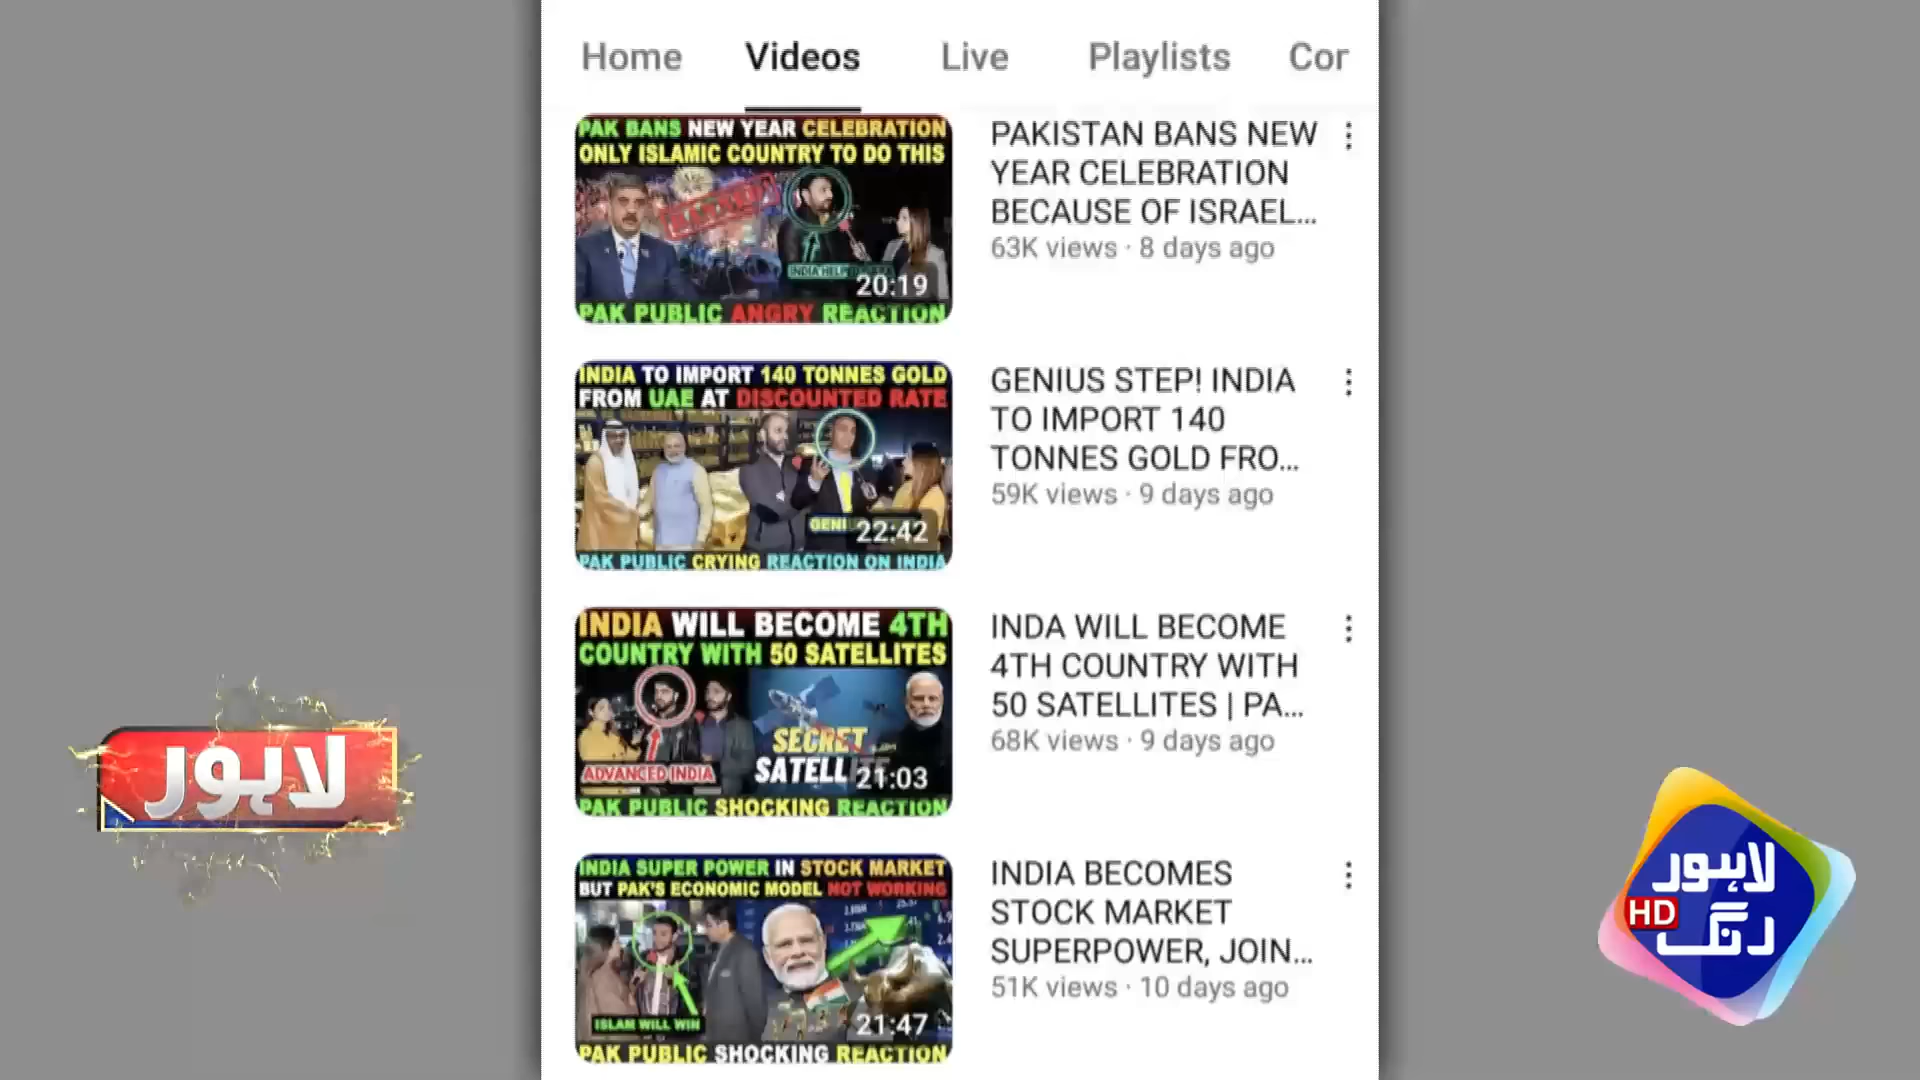 Home Videos Live Playlists Cor
PAK BANS NEW YEAR CELEBRATION
ONLY ISLAMIC COUNTRY TO DO THIS
20:19
PAK PUBLIC ANGRY REACTION
PAKISTAN BANS NEW
YEAR CELEBRATION
BECAUSE OF ISRAEL...
63K views · 8 days ago
INDIA TO IMPORT 140 TONNES GOLD
FROM UAE AT DISCOUNTED RATE
22:42
PAK PUBLIC CRYING REACTION ON INDIA
GENIUS STEP! INDIA
TO IMPORT 140
TONNES GOLD FRO...
59K views · 9 days ago
INDIA WILL BECOME 4TH
COUNTRY WITH 50 SATELLITES
SECRET
ADVANCED INDIA
21:03
PAK PUBLIC SHOCKING REACTION
INDA WILL BECOME
4TH COUNTRY WITH
50 SATELLITES | PA...
68K views · 9 days ago
INDIA SUPER POWER IN STOCK MARKET
BUT PAK'S ECONOMIC MODEL NOT WORKING
ISLAM WILL WIN
21:47
PAK PUBLIC SHOCKING REACTION
INDIA BECOMES
STOCK MARKET
SUPERPOWER, JOIN...
51K views · 10 days ago
لاہور
لاہور
HD
رنگ